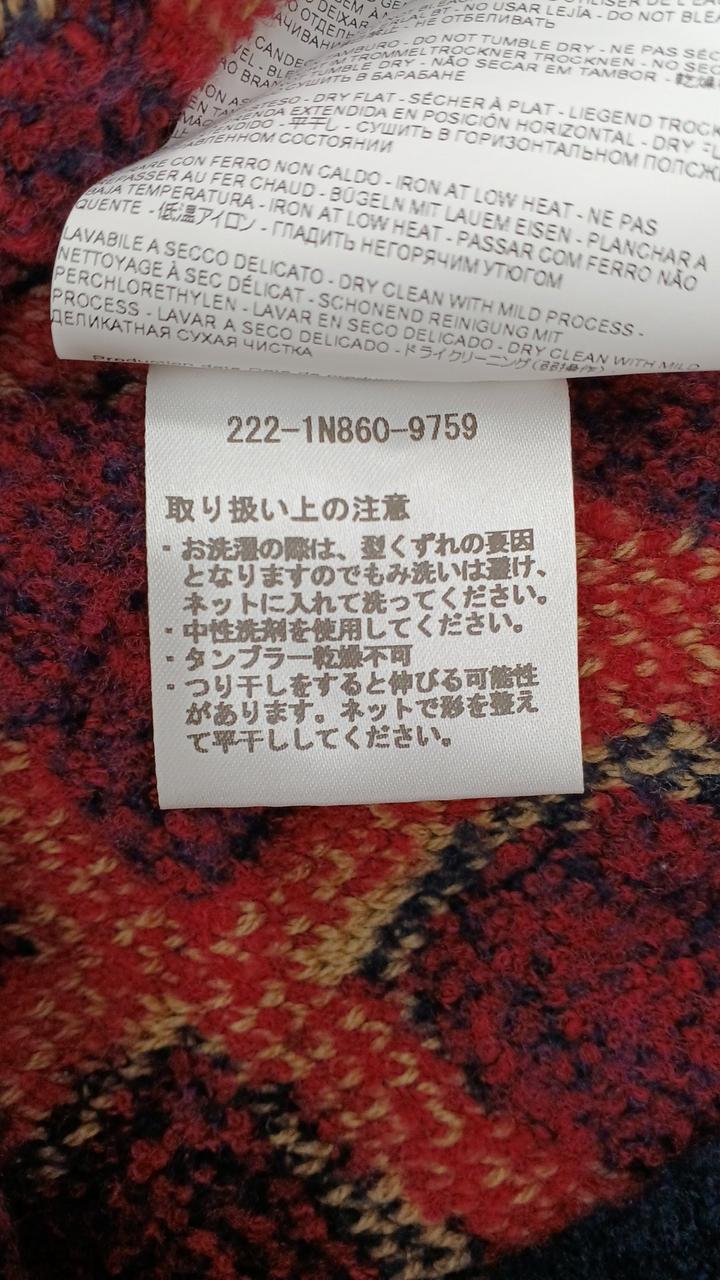 NO USAR LEJÍA - DO NOT BLEA
НЕ ОТБЕЛИВАТЬ
TAMBURO - DO NOT TUMBLE DRY - NE PAS SÉC
IM TROMMELTROCKNER TROCKNEN - NO SEC
TUMBLE DRY - NÃO SECAR EM TAMBOR - 乾燥
СУШИТЬ В БАРАБАНЕ
TESO - DRY FLAT - SÉCHER À PLAT - LIEGEND TROCK
EXTENDIDA EN POSICIÓN HORIZONTAL - DRY FL
平干し - СУШИТЬ В ГОРИЗОНТАЛЬНОМ ПОЛОЖ
СОСТОЯНИИ
CON FERRO NON CALDO - IRON AT LOW HEAT - NE PAS
PASSER AU FER CHAUD - BÜGELN MIT LAUEM EISEN - PLANCHAR A
BAJA TEMPERATURA - IRON AT LOW HEAT - PASSAR COM FERRO NÃO
QUENTE - 低温アイロン - ГЛАДИТЬ НЕГОРЯЧИМ УТЮГОМ
LAVABILE A SECCO DELICATO - DRY CLEAN WITH MILD PROCESS -
NETTOYAGE À SEC DÉLICAT - SCHONEND REINIGUNG MIT
PERCHLORETHYLEN - LAVAR EN SECO DELICADO - DRY CLEAN WITH MILD
PROCESS - LAVAR A SECO DELICADO - ドライクリーニング
ДЕЛИКАТНАЯ СУХАЯ ЧИСТКА
222-1N860-9759
取り扱い上の注意
・お洗濯の際は、型くずれの要因
となりますのでもみ洗いは避け、
ネットに入れて洗ってください。
・中性洗剤を使用してください。
・タンブラー乾燥不可
・つり干しをすると伸びる可能性
があります。ネットで形を整え
て平干ししてください。